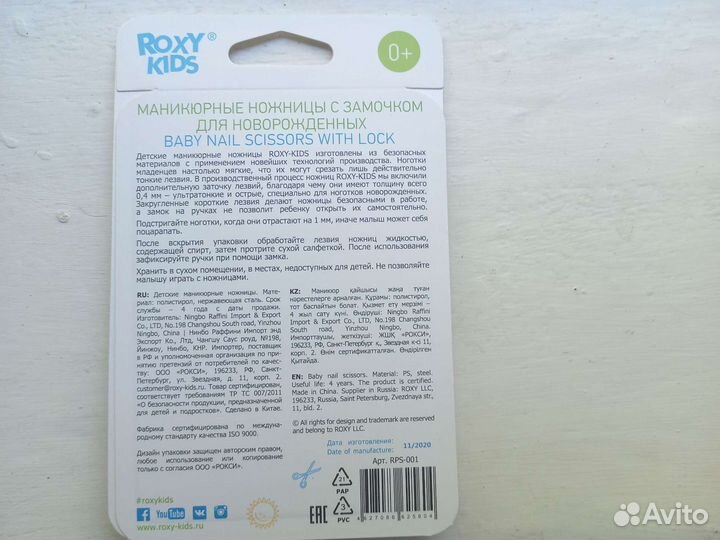 ROXY®
KIDS
0+
МАНИКЮРНЫЕ НОЖНИЦЫ С ЗАМОЧКОМ
ДЛЯ НОВОРОЖДЕННЫХ
BABY NAIL SCISSORS WITH LOCK
Детские маникюрные ножницы ROXY-KIDS изготовлены из безопасных
материалов с применением новейших технологий производства. Ноготки
младенцев настолько мягкие, что их могут срезать лишь действительно
тонкие лезвия. В производственный процесс ножниц ROXY-KIDS мы включили
дополнительную заточку лезвий, благодаря чему они имеют толщину всего
0,4 мм – ультратонкие и острые, специально для ноготков новорожденных.
Закругленные короткие лезвия делают ножницы безопасными в работе,
а замок на ручках не позволит ребенку открыть их самостоятельно.
Подстригайте ноготки, когда они отрастают на 1 мм, иначе малыш может себя
поцарапать.
После вскрытия упаковки обработайте лезвия ножниц жидкостью,
содержащей спирт, затем протрите сухой салфеткой. После использования
зафиксируйте ручки при помощи замка.
Хранить в сухом помещении, в местах, недоступных для детей. Не позволяйте
малышу играть с ножницами.
RU: Детские маникюрные ножницы. Мате-
риал: полистирол, нержавеющая сталь. Срок
службы – 4 года с даты продажи.
Изготовитель: Ningbo Raffini Import & Export
Co., LTD, No.198 Changshou South road, Yinzhou
Ningbo, China | Нинбо Раффини Импорт энд
Экспорт Ко., Лтд, Чангшу Саус роуд, №198,
Йинжоу, Нинбо, КНР. Импортер, поставщик
в РФ и уполномоченная организация по при-
нятию претензий от потребителей по качес-
тву: ООО «РОКСИ», 196233, РФ, Санкт-
Петербург, ул. Звездная, д. 11, корп. 2.
customer@roxy-kids.ru. Товар сертифицирован,
соответствует требованиям ТР ТС 007/2011
«О безопасности продукции, предназначенной
для детей и подростков». Сделано в Китае.
Фабрика сертифицирована по междуна-
родному стандарту качества ISO 9000.
Дизайн упаковки защищен авторским правом,
любое использование или копирование
только с согласия ООО «РОКСИ».
#roxykids
You Tube
www.roxy-kids.ru
KZ: Маникюр қайшысы жаңа туған
нәрестелерге арналған. Құрамы: полистирол,
тот баспайтын болат. Қызмет ету мерзімі –
4 жыл сату күні. Өндіруші: Ningbo Raffini
Import & Export Co., LTD, No.198
Changshou South road, Yinzhou Ningbo, China.
Импорттаушы, жеткізуші: ЖШҚ «РОКСИ»,
196233, РФ, Санкт-Петербург қ, Звездная к-сі 11,
корп. 2. Өнім сертификатталған. Өндірілген
Қытайда.
EN: Baby nail scissors. Material: PS, steel.
Useful life: 4 years. The product is certified.
Made in China. Supplier in Russia: ROXY LLC,
196233, Russia, Saint Petersburg, Zvezdnaya str.,
11, bld. 2.
© All rights for design and trademark are reserved
and belong to ROXY LLC.
Дата изготовления: 11/2020
Date of manufacture:
Арт. RPS-001
21
PAP
3
PVC
EAC
4627086625804
Avito